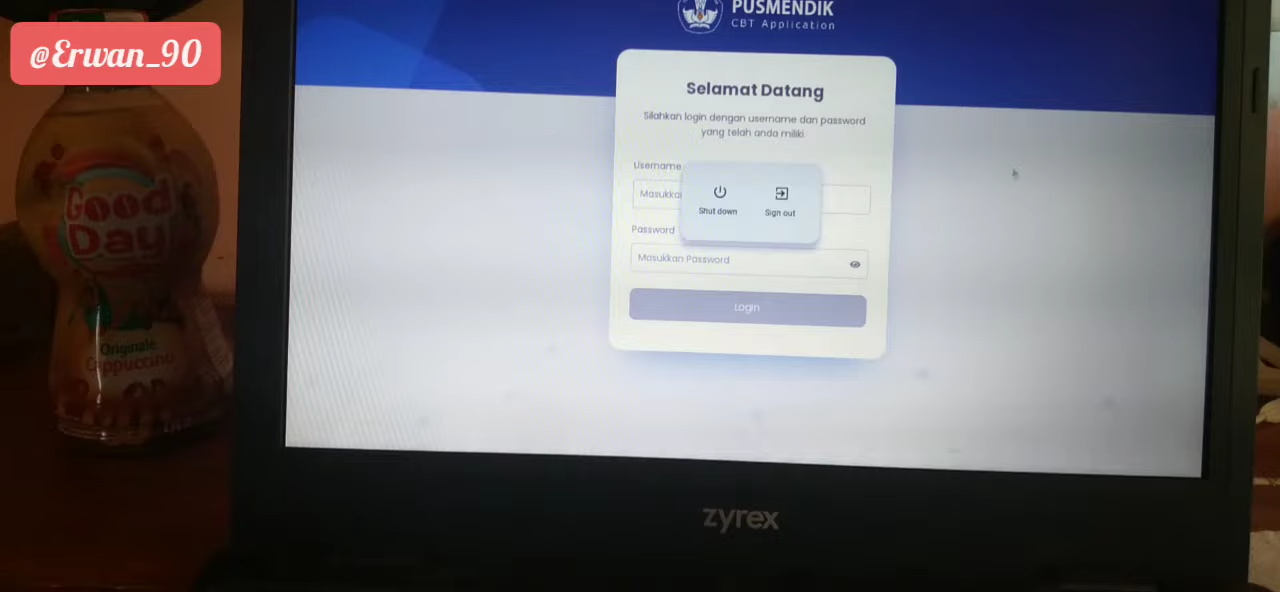 @Erwan_90
PUSMENDIK
CBT Application
Selamat Datang
Silahkan login dengan username dan password
yang telah anda miliki.
Username
Shut down
Sign out
Password
Masukkan Password
Login
Good
Day
Originale
Cappuccino
zyrex